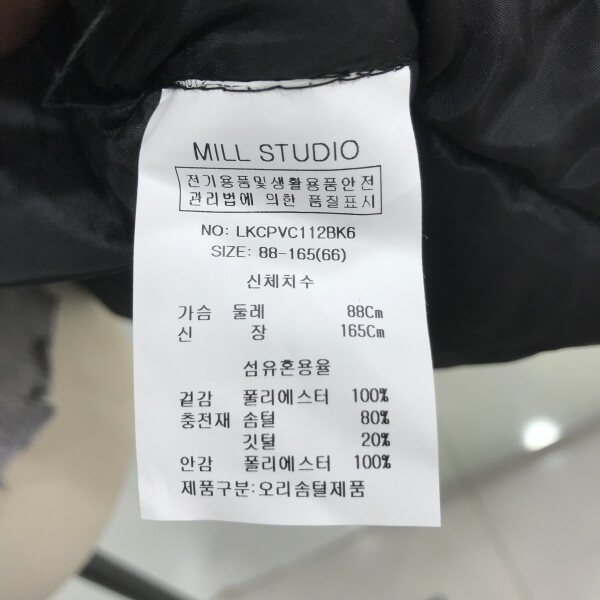 MILL STUDIO
전기용품및생활용품안전
관리법에 의한 품질표시
NO: LKCPVC112BK6
SIZE: 88-165(66)
신체치수
가슴 둘레 88Cm
신 장 165Cm
섬유혼용율
겉감 폴리에스터 100%
충전재 솜털 80%
깃털 20%
안감 폴리에스터 100%
제품구분:오리솜털제품